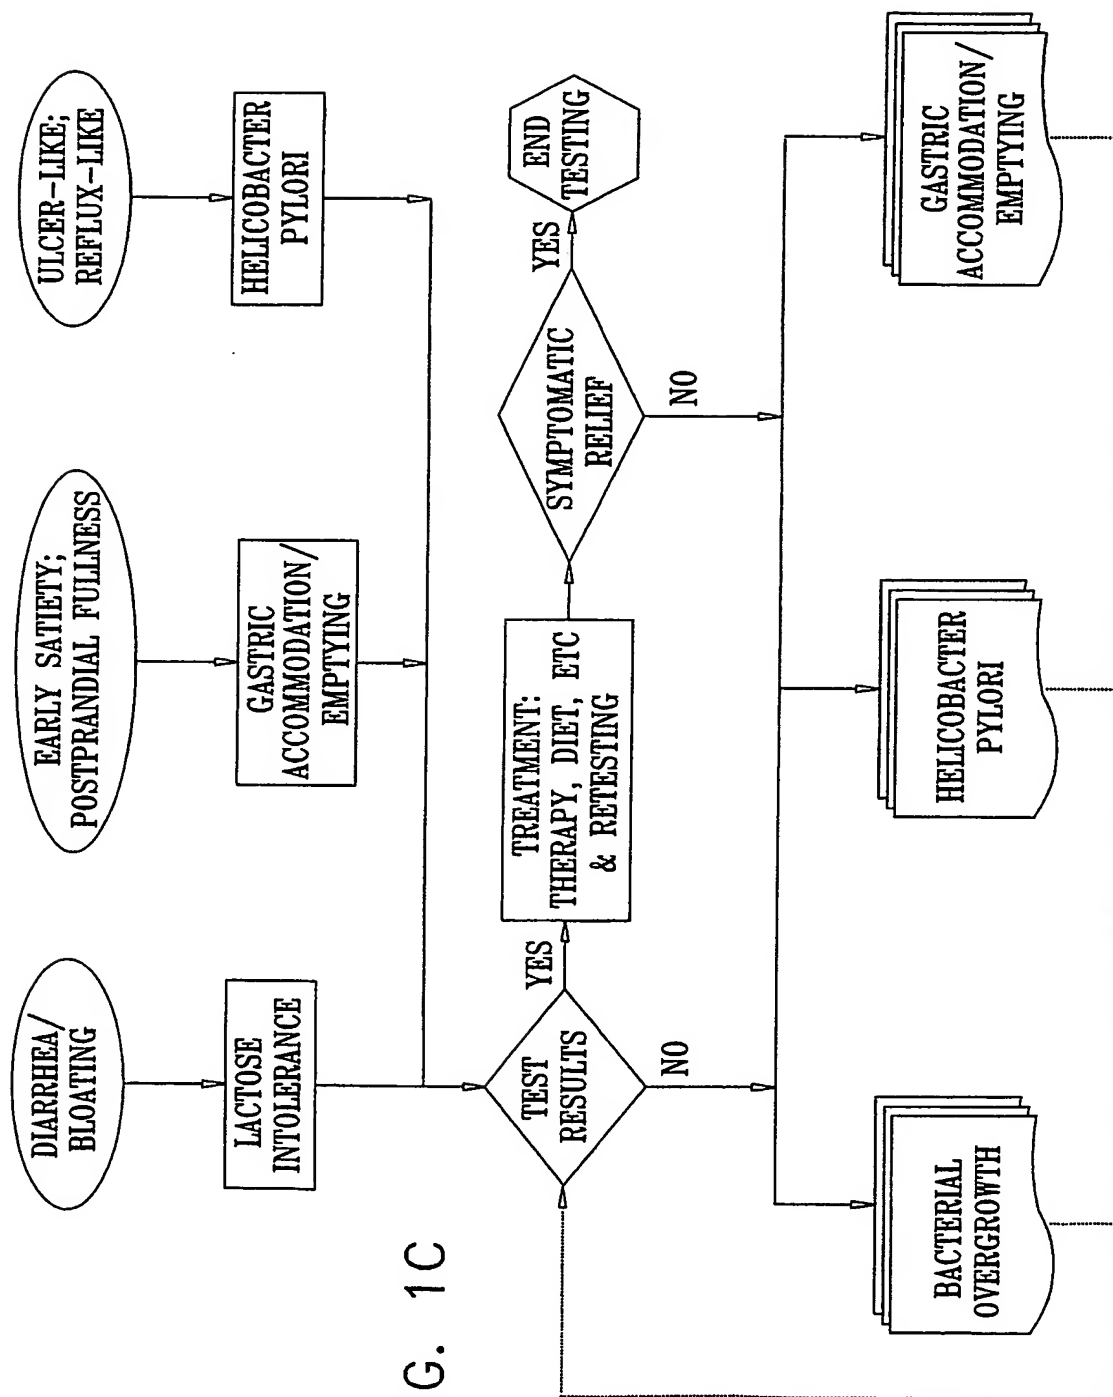 DIARRHEA/
BLOATING
EARLY SATIETY;
POSTPRANDIAL FULLNESS
ULCER-LIKE;
REFLUX-LIKE
LACTOSE
INTOLERANCE
GASTRIC
ACCOMMODATION/
EMPTYING
HELICOBACTER
PYLORI
G. 1C
TEST
RESULTS
YES
NO
TREATMENT:
THERAPY, DIET, ETC
& RETESTING
SYMPTOMATIC
RELIEF
YES
NO
END
TESTING
BACTERIAL
OVERGROWTH
HELICOBACTER
PYLORI
GASTRIC
ACCOMMODATION/
EMPTYING